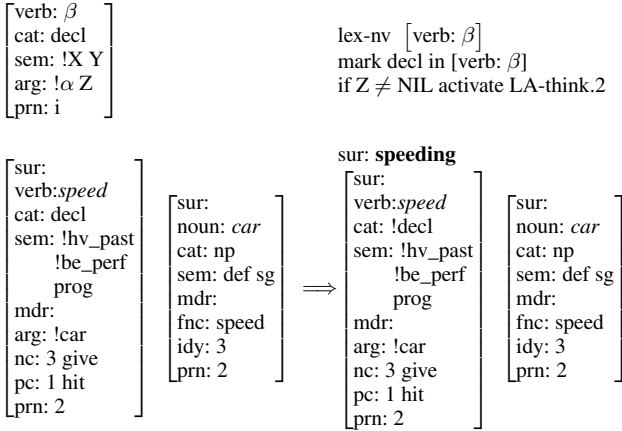 verb: β
cat: decl
sem: !X Y
arg: !α Z
prn: i
lex-nv [verb: β]
mark decl in [verb: β]
if Z ≠ NIL activate LA-think.2
sur:
verb:speed
cat: decl
sem: !hv_past
!be_perf
prog
mdr:
arg: !car
nc: 3 give
pc: 1 hit
prn: 2
sur:
noun: car
cat: np
sem: def sg
mdr:
fnc: speed
idy: 3
prn: 2
⟹
sur: speeding
sur:
verb:speed
cat: !decl
sem: !hv_past
!be_perf
prog
mdr:
arg: !car
nc: 3 give
pc: 1 hit
prn: 2
sur:
noun: car
cat: np
sem: def sg
mdr:
fnc: speed
idy: 3
prn: 2